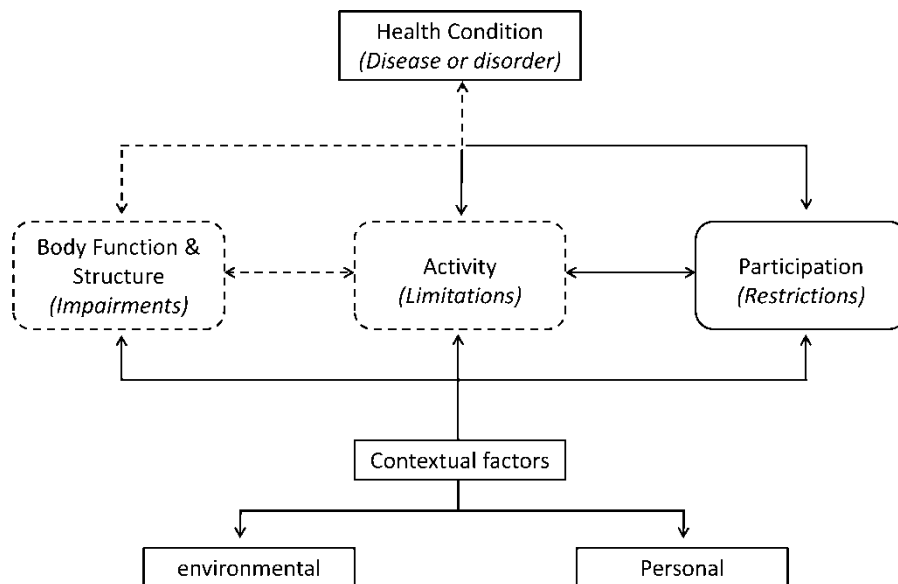 Health Condition
(Disease or disorder)
Body Function &
Structure
(Impairments)
Activity
(Limitations)
Participation
(Restrictions)
Contextual factors
environmental
Personal